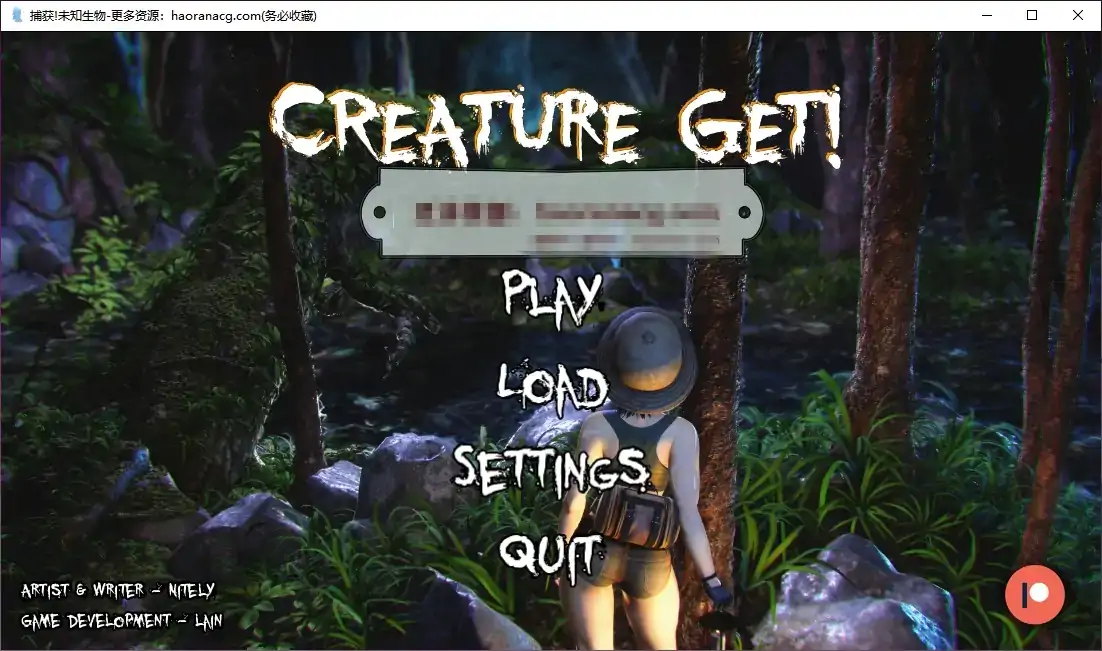 捕获!未知生物-更多资源：haoranacg.com(务必收藏)
CREATURE GET!
PLAY
LOAD
SETTINGS
QUIT
ARTIST & WRITER - NITELY
GAME DEVELOPMENT - LAIN